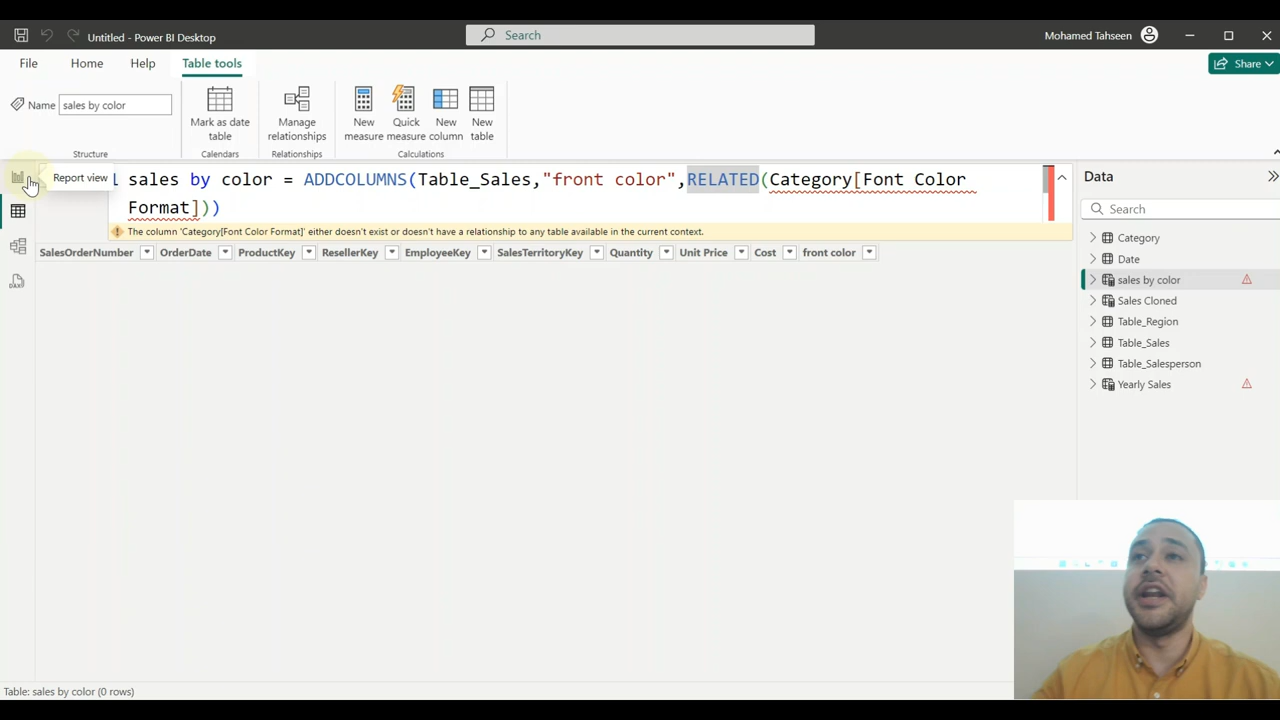 Untitled - Power BI Desktop
Search
Mohamed Tahseen
File
Home
Help
Table tools
Share
Name
sales by color
Mark as date
table
Manage
relationships
New
measure
Quick
measure
New
column
New
table
Structure
Calendars
Relationships
Calculations
Report view
1 sales by color = ADDCOLUMNS(Table_Sales,"front color",RELATED(Category[Font Color
Format]))
The column 'Category[Font Color Format]' either doesn't exist or doesn't have a relationship to any table available in the current context.
SalesOrderNumber
OrderDate
ProductKey
ResellerKey
EmployeeKey
SalesTerritoryKey
Quantity
Unit Price
Cost
front color
Data
Search
Category
Date
sales by color
Sales Cloned
Table_Region
Table_Sales
Table_Salesperson
Yearly Sales
DAX
Table: sales by color (0 rows)